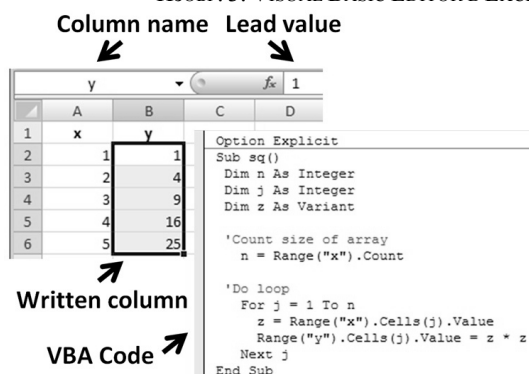 Column name Lead value
y fx 1
A B C D
1 x y
2 1 1
3 2 4
4 3 9
5 4 16
6 5 25
Written column
VBA Code
Option Explicit
Sub sq()
Dim n As Integer
Dim j As Integer
Dim z As Variant
'Count size of array
n = Range("x").Count
'Do loop
For j = 1 To n
z = Range("x").Cells(j).Value
Range("y").Cells(j).Value = z * z
Next j
End Sub